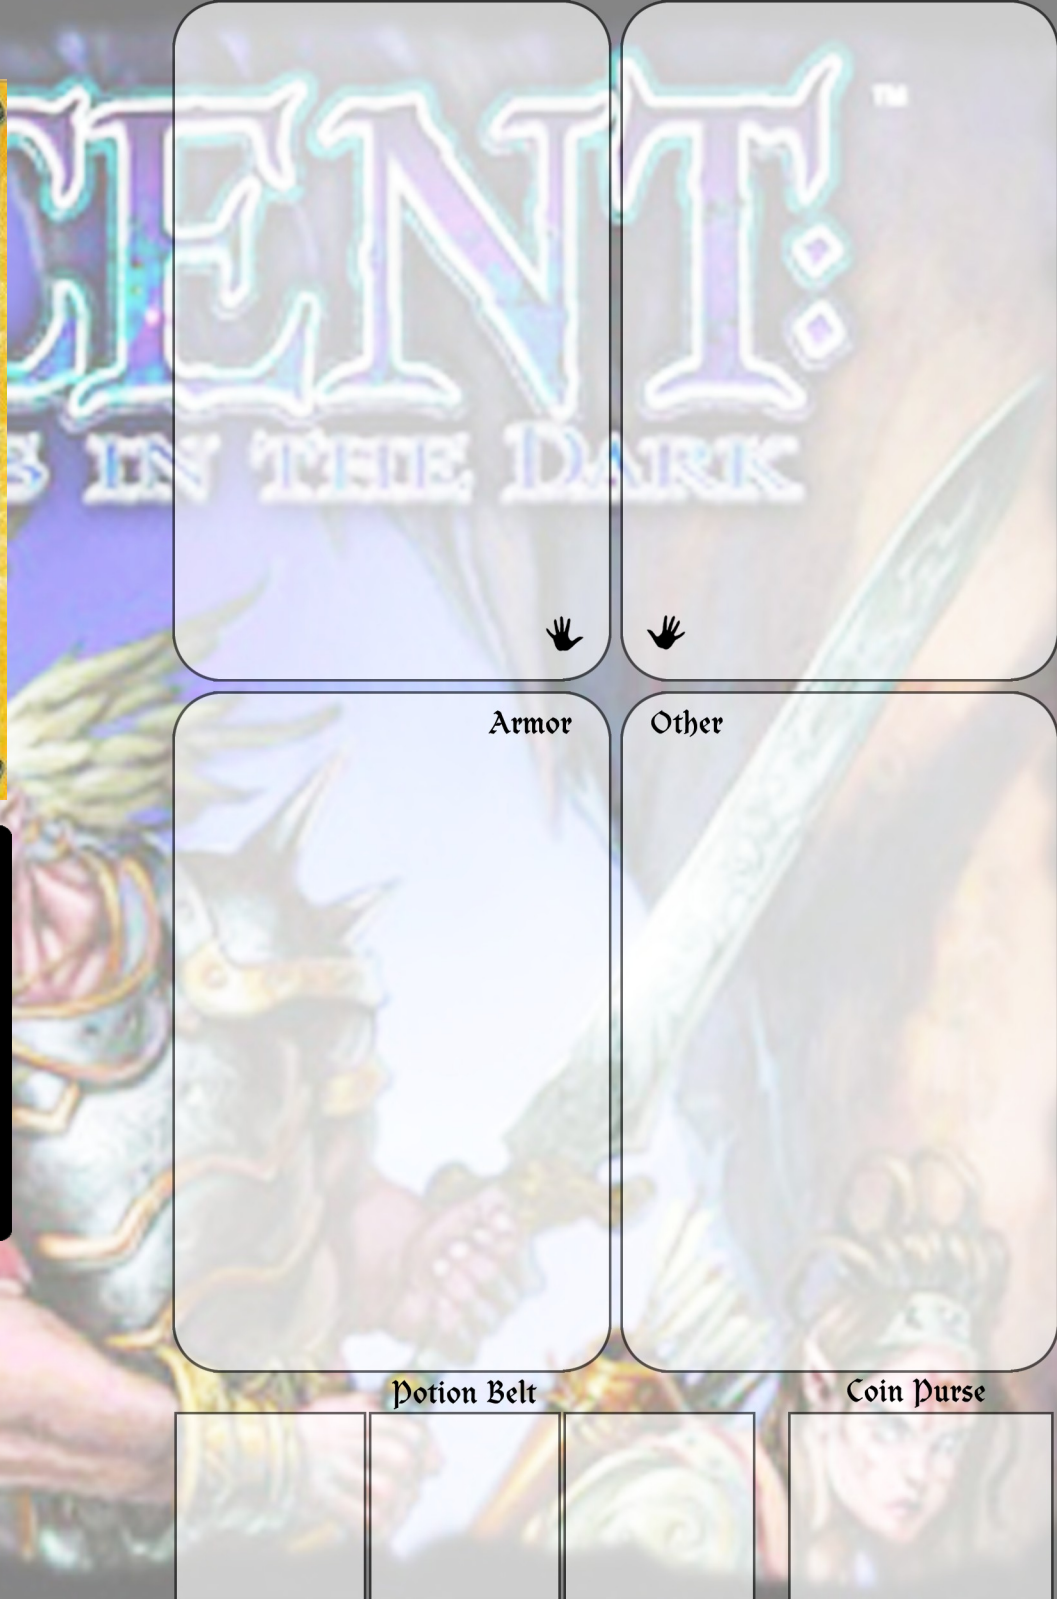 CENT:™
S IN THE DARK
Armor
Other
Potion Belt
Coin Purse